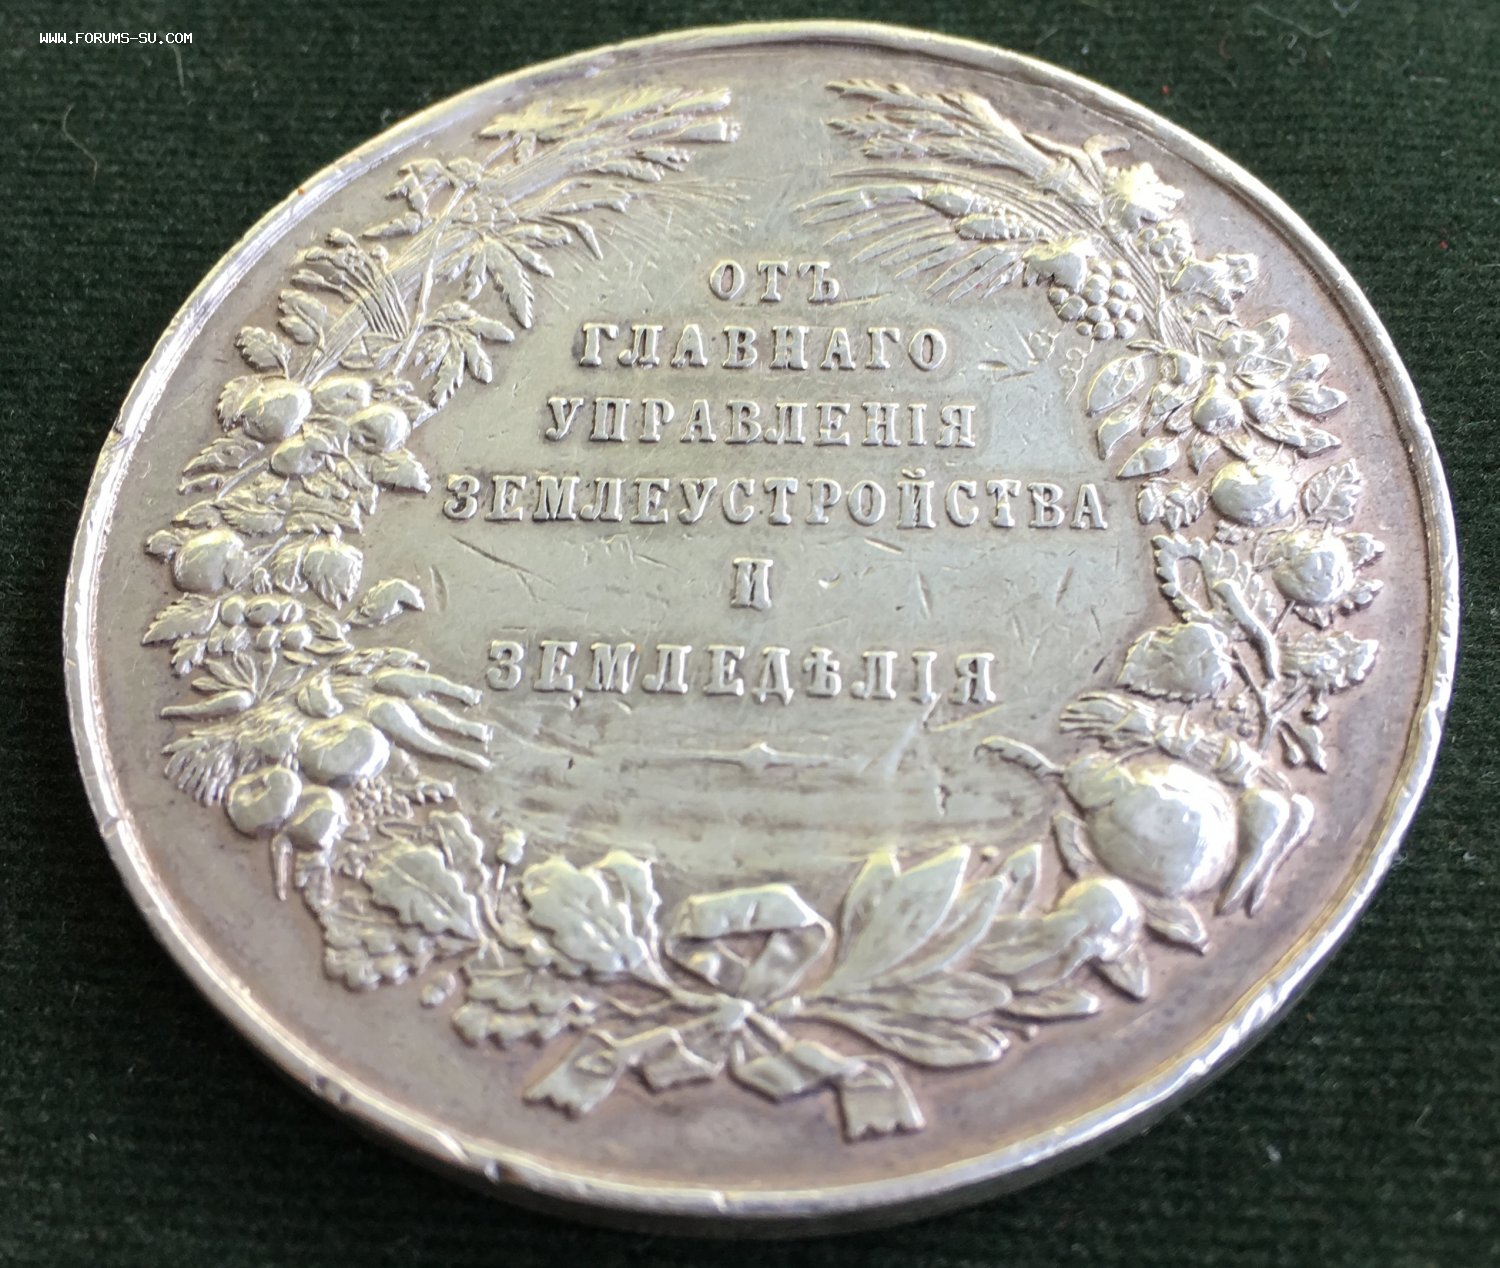 WWW.FORUMS-SU.COM
ОТЪ
ГЛАВНАГО
УПРАВЛЕНІЯ
ЗЕМЛЕУСТРОЙСТВА
И
ЗЕМЛЕДѢЛІЯ